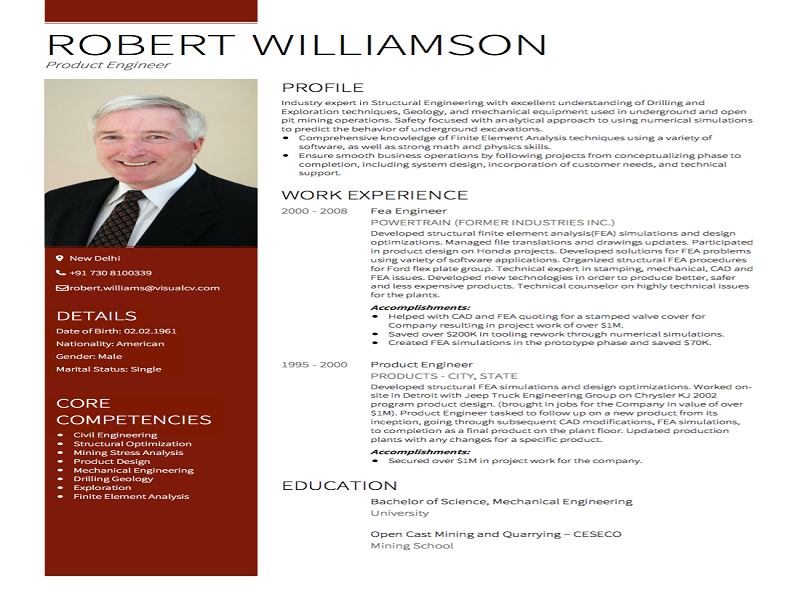 ROBERT WILLIAMSON
Product Engineer
New Delhi
+91 730 8100339
robert.williams@visualcv.com
DETAILS
Date of Birth: 02.02.1961
Nationality: American
Gender: Male
Marital Status: Single
CORE
COMPETENCIES
• Civil Engineering
• Structural Optimization
• Mining Stress Analysis
• Product Design
• Mechanical Engineering
• Drilling Geology
• Exploration
• Finite Element Analysis
PROFILE
Industry expert in Structural Engineering with excellent understanding of Drilling and
Exploration techniques, Geology, and mechanical equipment used in underground and open
pit mining operations. Safety focused with analytical approach to using numerical simulations
to predict the behavior of underground excavations.
• Comprehensive knowledge of Finite Element Analysis techniques using a variety of
software, as well as strong math and physics skills.
• Ensure smooth business operations by following projects from conceptualizing phase to
completion, including system design, incorporation of customer needs, and technical
support.
WORK EXPERIENCE
2000 - 2008 Fea Engineer
POWERTRAIN (FORMER INDUSTRIES INC.)
Developed structural finite element analysis(FEA) simulations and design
optimizations. Managed file translations and drawings updates. Participated
in product design on Honda projects. Developed solutions for FEA problems
using variety of software applications. Organized structural FEA procedures
for Ford flex plate group. Technical expert in stamping, mechanical, CAD and
FEA issues. Developed new technologies in order to produce better, safer
and less expensive products. Technical counselor on highly technical issues
for the plants.
Accomplishments:
• Helped with CAD and FEA quoting for a stamped valve cover for
Company resulting in project work of over $1M.
• Saved over $200K in tooling rework through numerical simulations.
• Created FEA simulations in the prototype phase and saved $70K.
1995 - 2000 Product Engineer
PRODUCTS - CITY, STATE
Developed structural FEA simulations and design optimizations. Worked on-
site in Detroit with Jeep Truck Engineering Group on Chrysler KJ 2002
program product design. (brought in jobs for the Company in value of over
$1M). Product Engineer tasked to follow up on a new product from its
inception, going through subsequent CAD modifications, FEA simulations,
to completion as a final product on the plant floor. Updated production
plants with any changes for a specific product.
Accomplishments:
• Secured over $1M in project work for the company.
EDUCATION
Bachelor of Science, Mechanical Engineering
University
Open Cast Mining and Quarrying – CESECO
Mining School